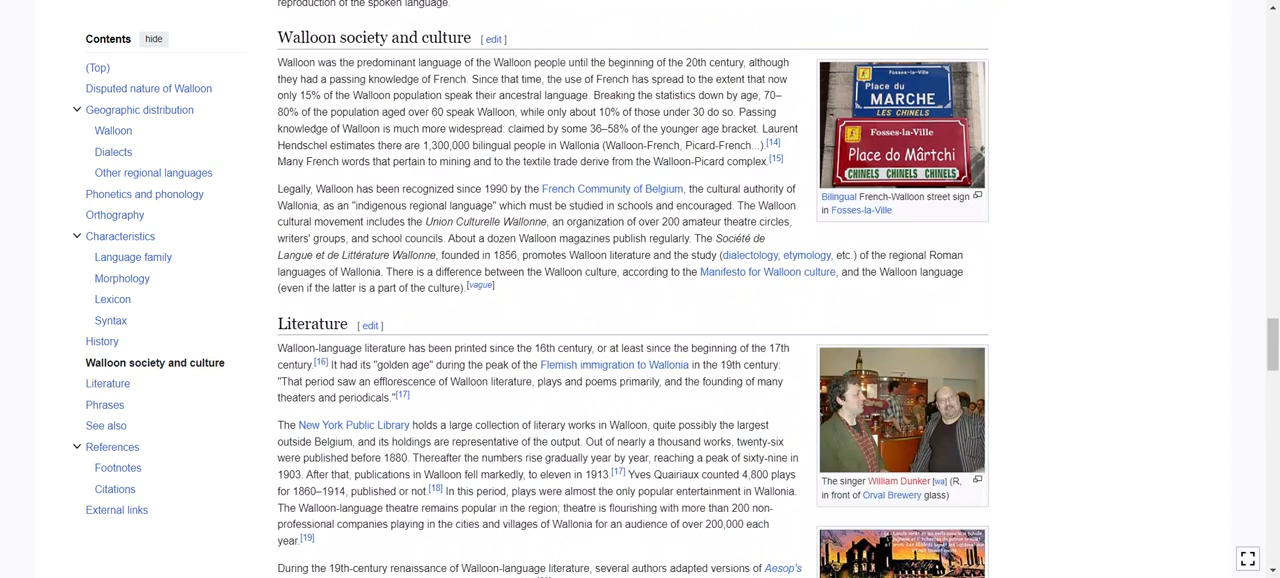 reproduction of the spoken language.
Contents hide
(Top)
Disputed nature of Walloon
Geographic distribution
Walloon
Dialects
Other regional languages
Phonetics and phonology
Orthography
Characteristics
Language family
Morphology
Lexicon
Syntax
History
Walloon society and culture
Literature
Phrases
See also
References
Footnotes
Citations
External links
Walloon society and culture [ edit ]
Walloon was the predominant language of the Walloon people until the beginning of the 20th century, although
they had a passing knowledge of French. Since that time, the use of French has spread to the extent that now
only 15% of the Walloon population speak their ancestral language. Breaking the statistics down by age, 70–
80% of the population aged over 60 speak Walloon, while only about 10% of those under 30 do so. Passing
knowledge of Walloon is much more widespread: claimed by some 36–58% of the younger age bracket. Laurent
Hendschel estimates there are 1,300,000 bilingual people in Wallonia (Walloon-French, Picard-French...).[14]
Many French words that pertain to mining and to the textile trade derive from the Walloon-Picard complex.[15]
Fosses-la-Ville
Place du
MARCHE
LES CHINELS
Fosses-la-Ville
Place do Mârtchi
CHINELS CHINELS CHINELS
Bilingual French-Walloon street sign
in Fosses-la-Ville
Legally, Walloon has been recognized since 1990 by the French Community of Belgium, the cultural authority of
Wallonia, as an "indigenous regional language" which must be studied in schools and encouraged. The Walloon
cultural movement includes the Union Culturelle Wallonne, an organization of over 200 amateur theatre circles,
writers' groups, and school councils. About a dozen Walloon magazines publish regularly. The Société de
Langue et de Littérature Wallonne, founded in 1856, promotes Walloon literature and the study (dialectology, etymology, etc.) of the regional Roman
languages of Wallonia. There is a difference between the Walloon culture, according to the Manifesto for Walloon culture, and the Walloon language
(even if the latter is a part of the culture).[vague]
Literature [ edit ]
Walloon-language literature has been printed since the 16th century, or at least since the beginning of the 17th
century.[16] It had its "golden age" during the peak of the Flemish immigration to Wallonia in the 19th century:
"That period saw an efflorescence of Walloon literature, plays and poems primarily, and the founding of many
theaters and periodicals."[17]
The New York Public Library holds a large collection of literary works in Walloon, quite possibly the largest
outside Belgium, and its holdings are representative of the output. Out of nearly a thousand works, twenty-six
were published before 1880. Thereafter the numbers rise gradually year by year, reaching a peak of sixty-nine in
1903. After that, publications in Walloon fell markedly, to eleven in 1913.[17] Yves Quairiaux counted 4,800 plays
for 1860–1914, published or not.[18] In this period, plays were almost the only popular entertainment in Wallonia.
The Walloon-language theatre remains popular in the region; theatre is flourishing with more than 200 non-
professional companies playing in the cities and villages of Wallonia for an audience of over 200,000 each
year.[19]
The singer William Dunker [wa] (R,
in front of Orval Brewery glass)
During the 19th-century renaissance of Walloon-language literature, several authors adapted versions of Aesop's